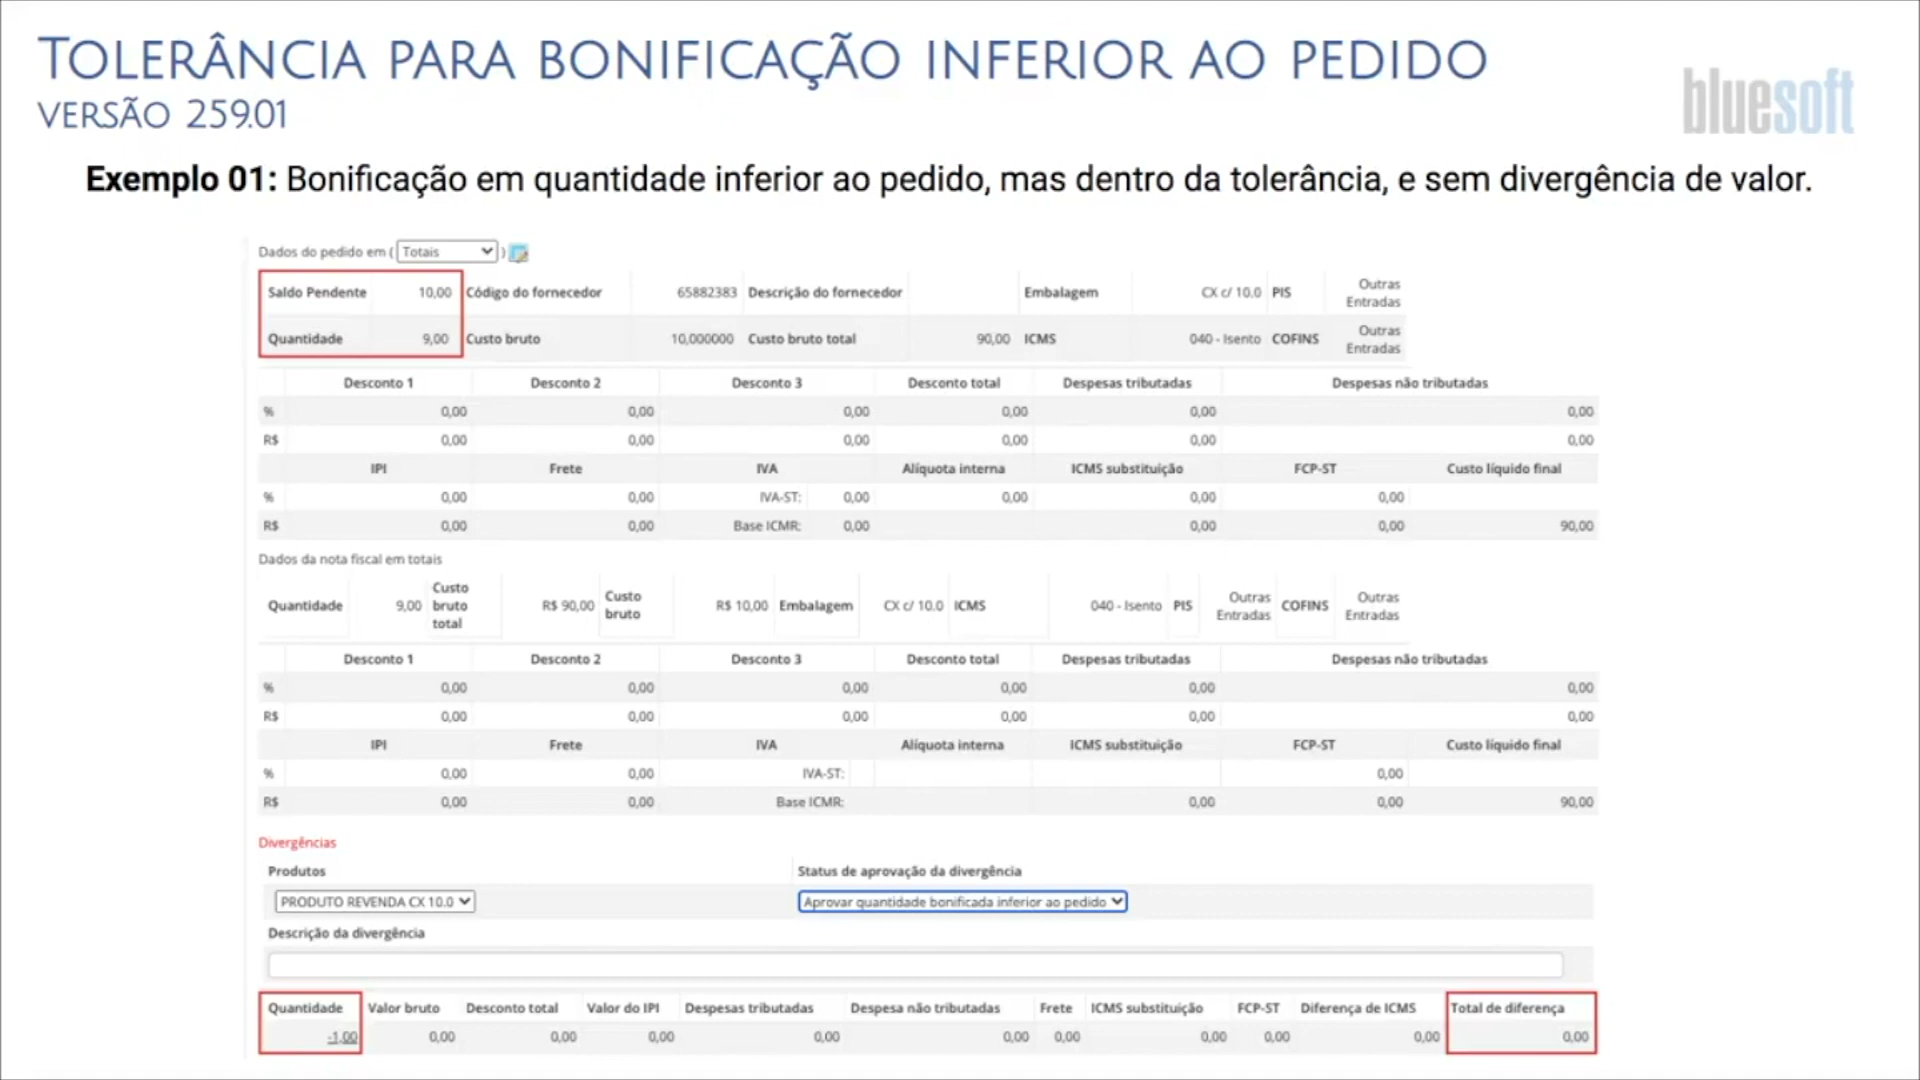 TOLERÂNCIA PARA BONIFICAÇÃO INFERIOR AO PEDIDO
VERSÃO 259.01
bluesoft
Exemplo 01: Bonificação em quantidade inferior ao pedido, mas dentro da tolerância, e sem divergência de valor.
Dados do pedido em ( Totais )
Saldo Pendente 10,00 Código do fornecedor 65882383 Descrição do fornecedor Embalagem CX c/ 10.0 PIS Outras Entradas
Quantidade 9,00 Custo bruto 10,000000 Custo bruto total 90,00 ICMS 040 - Isento COFINS Outras Entradas
Desconto 1 Desconto 2 Desconto 3 Desconto total Despesas tributadas Despesas não tributadas
% 0,00 0,00 0,00 0,00 0,00 0,00
R$ 0,00 0,00 0,00 0,00 0,00 0,00
IPI Frete IVA Alíquota interna ICMS substituição FCP-ST Custo líquido final
% 0,00 0,00 IVA-ST: 0,00 0,00 0,00 0,00
R$ 0,00 0,00 Base ICMR: 0,00 0,00 0,00 90,00
Dados da nota fiscal em totais
Quantidade 9,00 Custo bruto total R$ 90,00 Custo bruto R$ 10,00 Embalagem CX c/ 10.0 ICMS 040 - Isento PIS Outras Entradas COFINS Outras Entradas
Desconto 1 Desconto 2 Desconto 3 Desconto total Despesas tributadas Despesas não tributadas
% 0,00 0,00 0,00 0,00 0,00 0,00
R$ 0,00 0,00 0,00 0,00 0,00 0,00
IPI Frete IVA Alíquota interna ICMS substituição FCP-ST Custo líquido final
% 0,00 0,00 IVA-ST: 0,00
R$ 0,00 0,00 Base ICMR: 0,00 0,00 90,00
Divergências
Produtos Status de aprovação da divergência
PRODUTO REVENDA CX 10.0 Aprovar quantidade bonificada inferior ao pedido
Descrição da divergência
Quantidade Valor bruto Desconto total Valor do IPI Despesas tributadas Despesa não tributadas Frete ICMS substituição FCP-ST Diferença de ICMS Total de diferença
-1,00 0,00 0,00 0,00 0,00 0,00 0,00 0,00 0,00 0,00 0,00